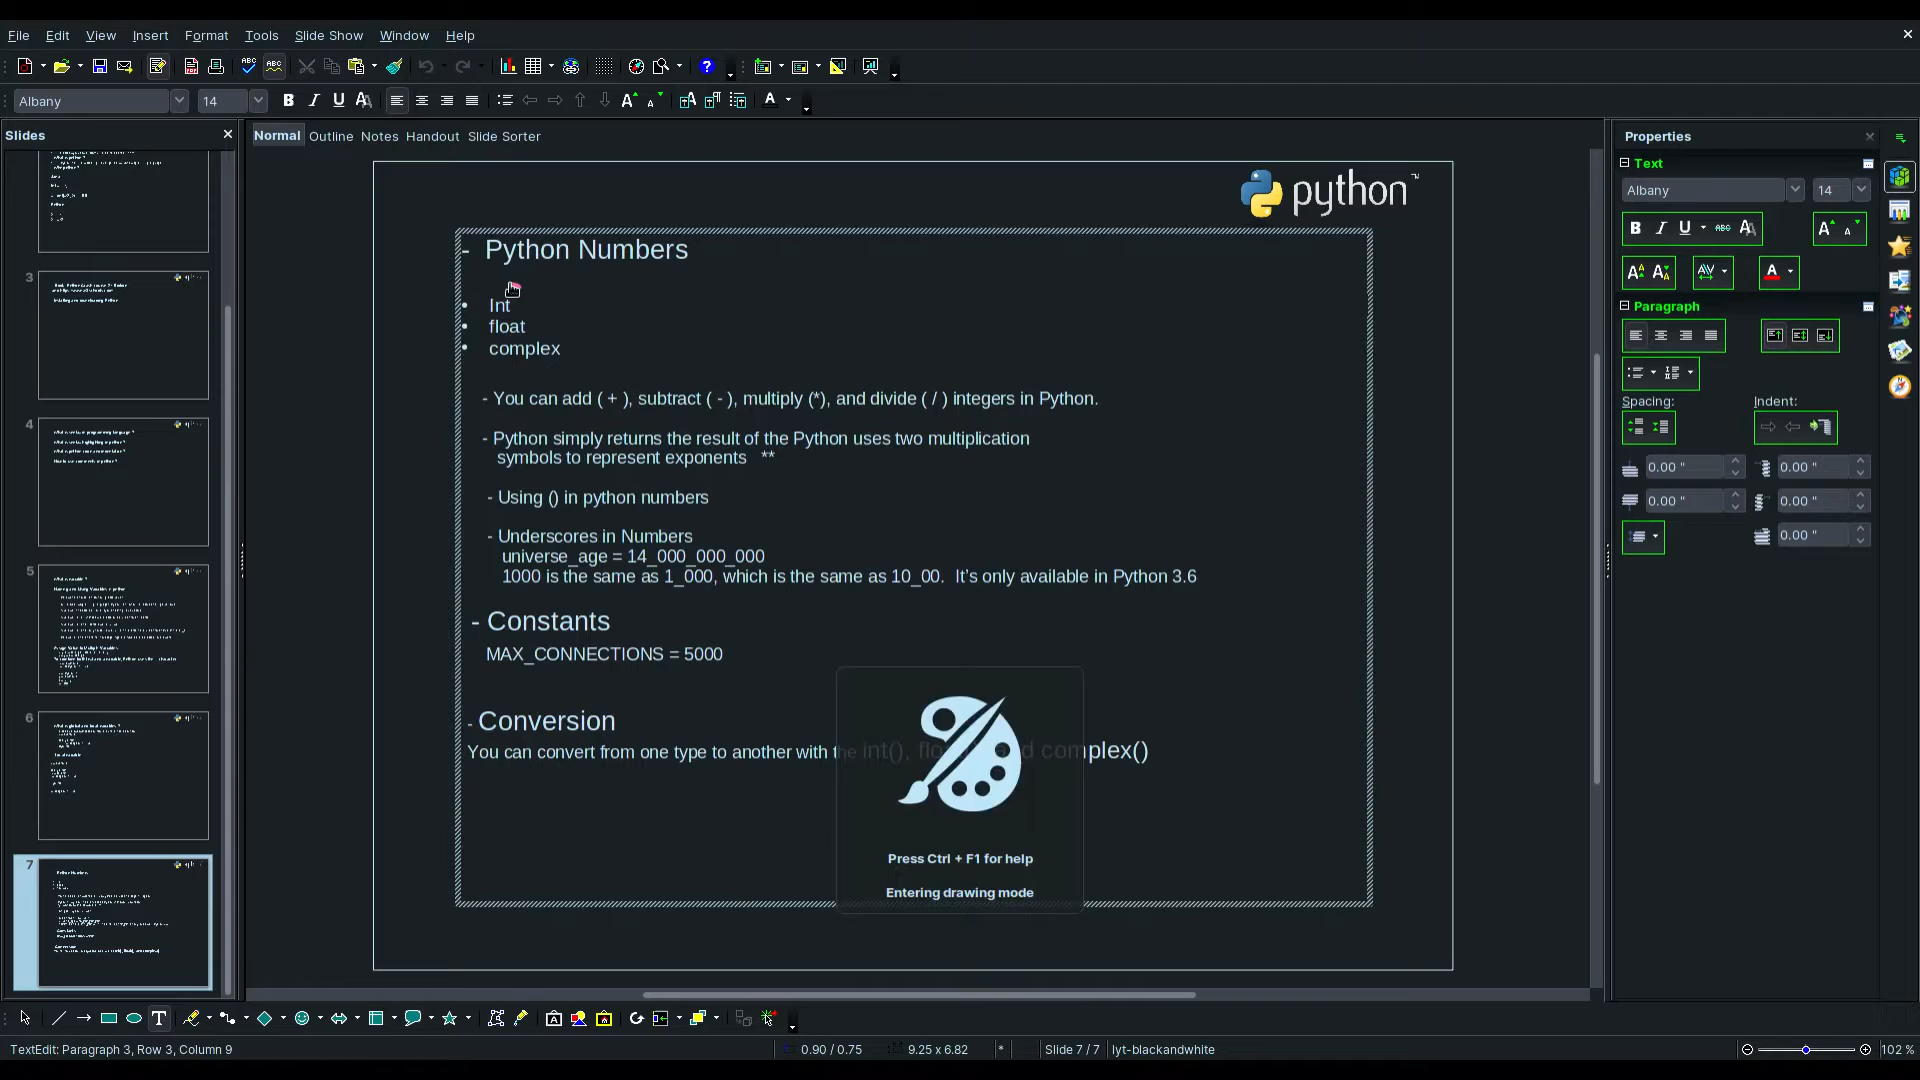 File Edit View Insert Format Tools Slide Show Window Help
Albany 14
Slides
Normal Outline Notes Handout Slide Sorter
Properties
Text
Albany 14
Paragraph
Spacing: Indent:
0.00 " 0.00 "
0.00 " 0.00 "
0.00 "
3
4
5
6
7
python
- Python Numbers
• Int
• float
• complex
- You can add ( + ), subtract ( - ), multiply (*), and divide ( / ) integers in Python.
- Python simply returns the result of the Python uses two multiplication
symbols to represent exponents **
- Using () in python numbers
- Underscores in Numbers
universe_age = 14_000_000_000
1000 is the same as 1_000, which is the same as 10_00. It's only available in Python 3.6
- Constants
MAX_CONNECTIONS = 5000
- Conversion
You can convert from one type to another with the int(), complex()
Press Ctrl + F1 for help
Entering drawing mode
TextEdit: Paragraph 3, Row 3, Column 9 0.90 / 0.75 9.25 x 6.82 * Slide 7 / 7 lyt-blackandwhite 102 %